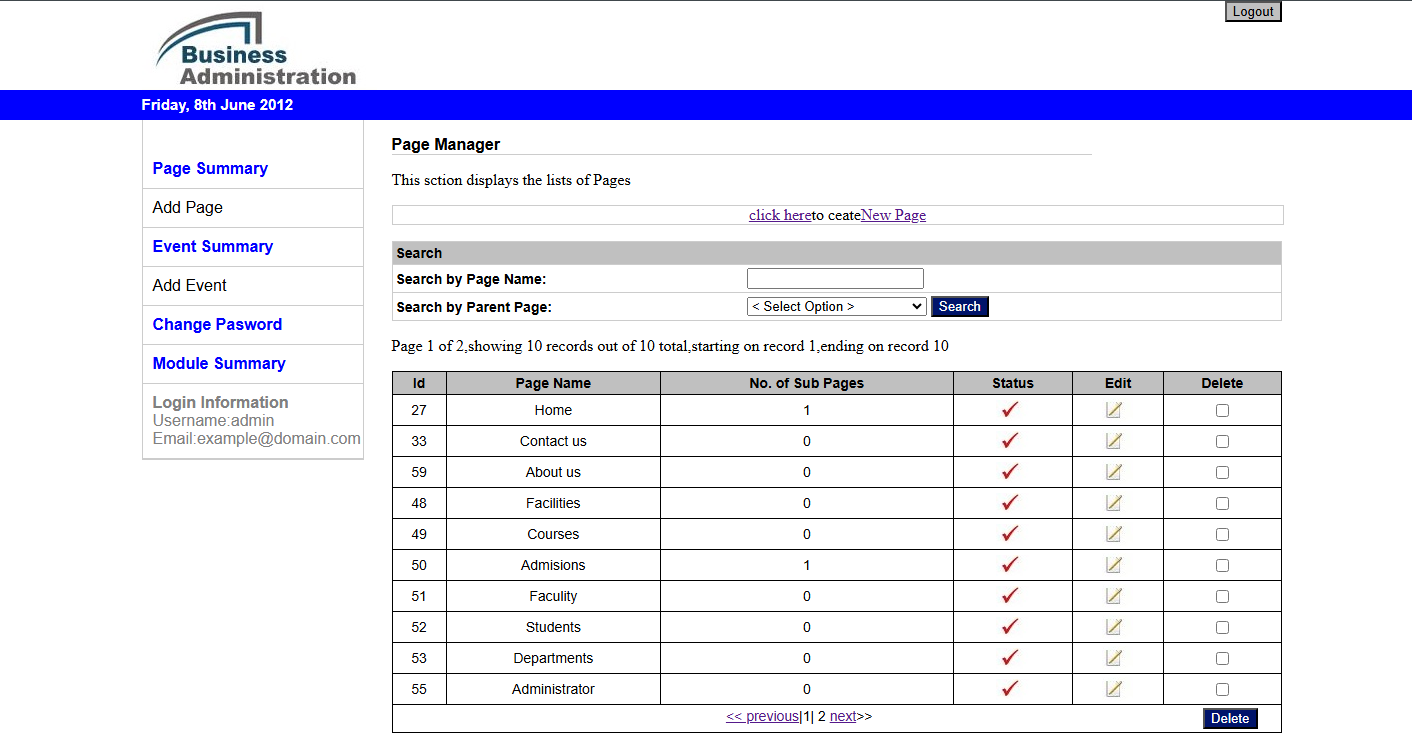 Logout
Business
Administration
Friday, 8th June 2012
Page Summary
Add Page
Event Summary
Add Event
Change Pasword
Module Summary
Login Information
Username:admin
Email:example@domain.com
Page Manager
This sction displays the lists of Pages
click hereto ceateNew Page
Search
Search by Page Name:
Search by Parent Page: < Select Option > Search
Page 1 of 2,showing 10 records out of 10 total,starting on record 1,ending on record 10
Id Page Name No. of Sub Pages Status Edit Delete
27 Home 1
33 Contact us 0
59 About us 0
48 Facilities 0
49 Courses 0
50 Admisions 1
51 Faculity 0
52 Students 0
53 Departments 0
55 Administrator 0
<< previous|1| 2 next>> Delete